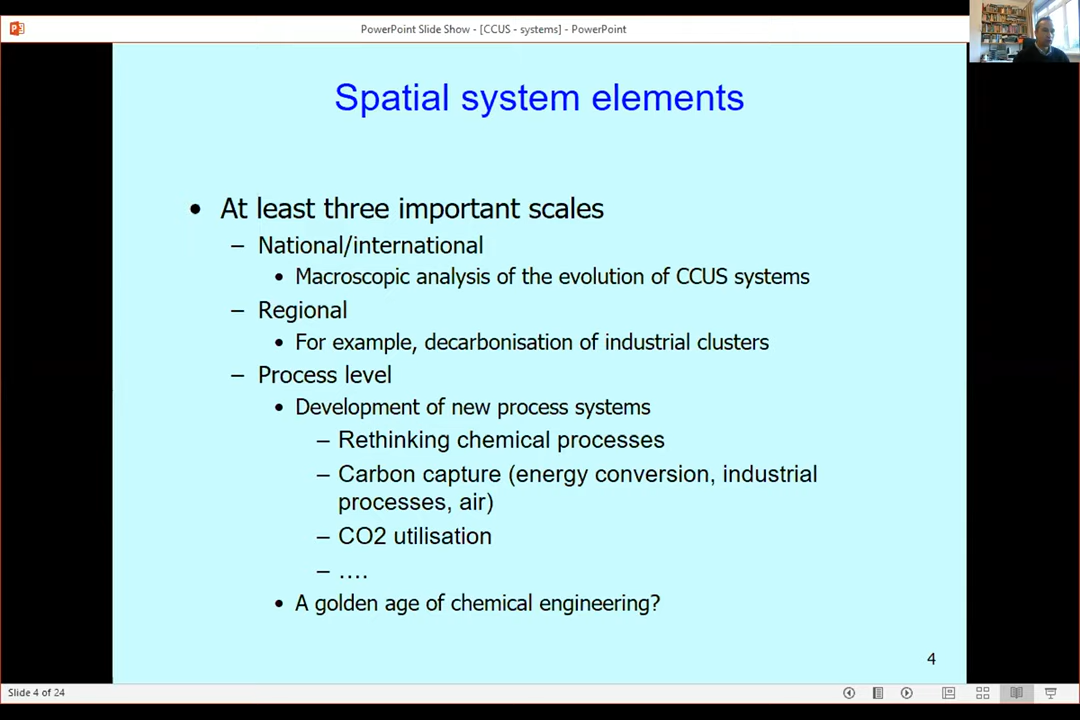 PowerPoint Slide Show - [CCUS - systems] - PowerPoint
Spatial system elements
• At least three important scales
– National/international
• Macroscopic analysis of the evolution of CCUS systems
– Regional
• For example, decarbonisation of industrial clusters
– Process level
• Development of new process systems
– Rethinking chemical processes
– Carbon capture (energy conversion, industrial
processes, air)
– CO2 utilisation
– ....
• A golden age of chemical engineering?
4
Slide 4 of 24